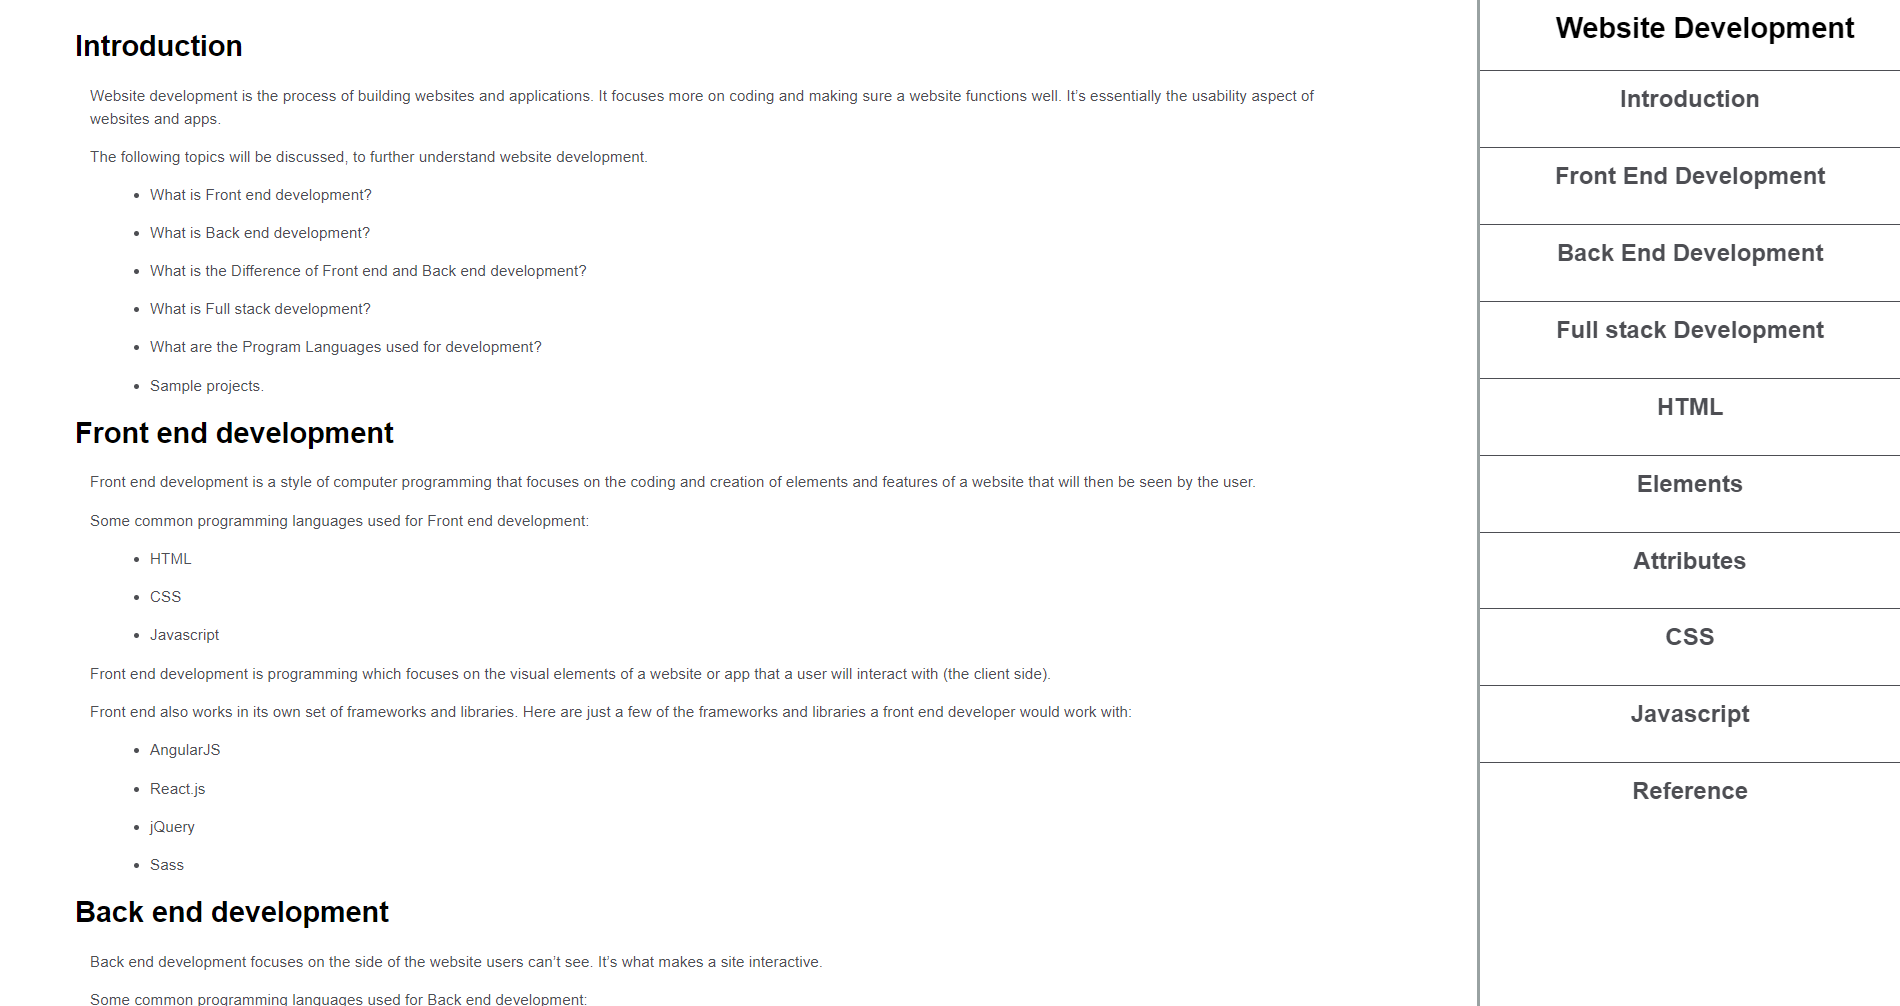 Introduction
Website development is the process of building websites and applications. It focuses more on coding and making sure a website functions well. It’s essentially the usability aspect of
websites and apps.
The following topics will be discussed, to further understand website development.
What is Front end development?
What is Back end development?
What is the Difference of Front end and Back end development?
What is Full stack development?
What are the Program Languages used for development?
Sample projects.
Front end development
Front end development is a style of computer programming that focuses on the coding and creation of elements and features of a website that will then be seen by the user.
Some common programming languages used for Front end development:
HTML
CSS
Javascript
Front end development is programming which focuses on the visual elements of a website or app that a user will interact with (the client side).
Front end also works in its own set of frameworks and libraries. Here are just a few of the frameworks and libraries a front end developer would work with:
AngularJS
React.js
jQuery
Sass
Back end development
Back end development focuses on the side of the website users can’t see. It’s what makes a site interactive.
Some common programming languages used for Back end development:
Website Development
Introduction
Front End Development
Back End Development
Full stack Development
HTML
Elements
Attributes
CSS
Javascript
Reference